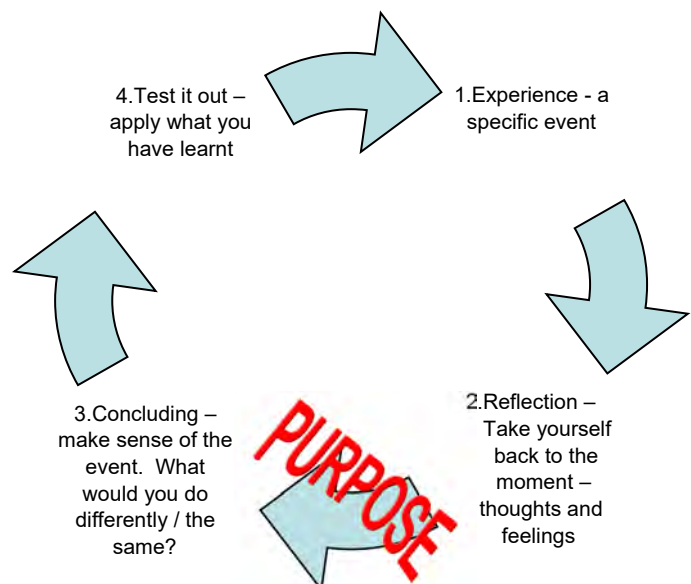 4.Test it out –
apply what you
have learnt
1.Experience - a
specific event
2.Reflection –
Take yourself
back to the
moment –
thoughts and
feelings
PURPOSE
3.Concluding –
make sense of the
event. What
would you do
differently / the
same?